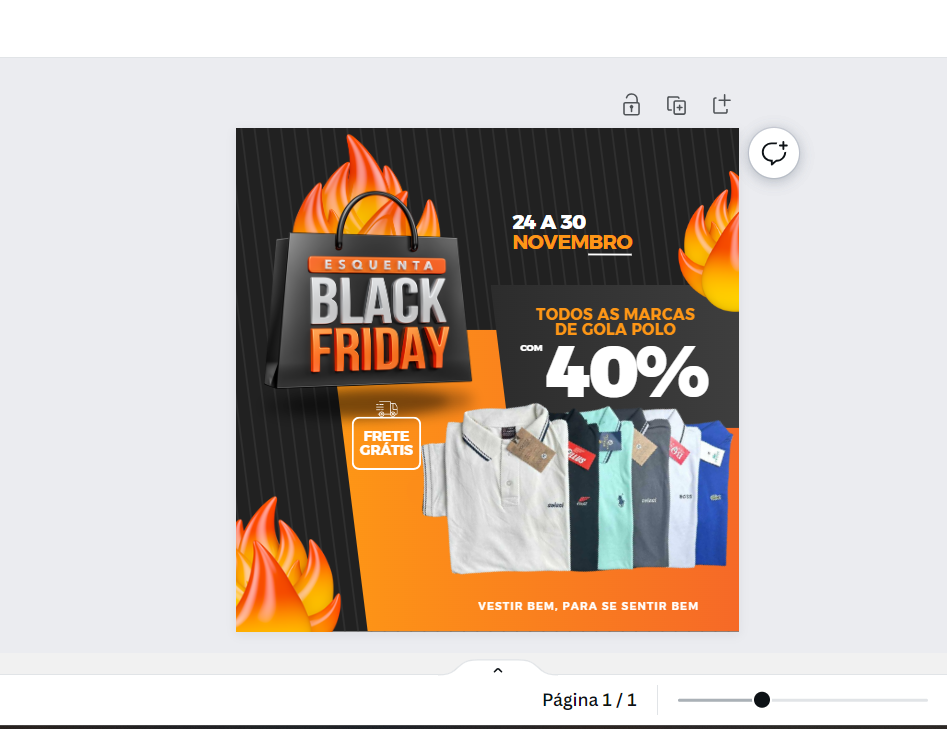 24 A 30
NOVEMBRO
ESQUENTA
BLACK
FRIDAY
TODOS AS MARCAS
DE GOLA POLO
COM
40%
FRETE
GRÁTIS
VESTIR BEM, PARA SE SENTIR BEM
Página 1 / 1